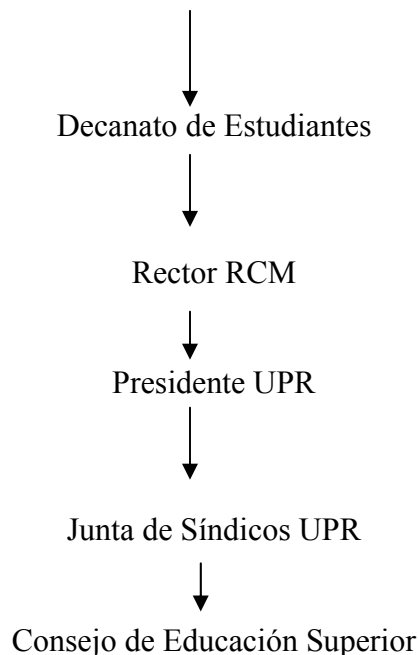 Decanato de Estudiantes
Rector RCM
Presidente UPR
Junta de Síndicos UPR
Consejo de Educación Superior